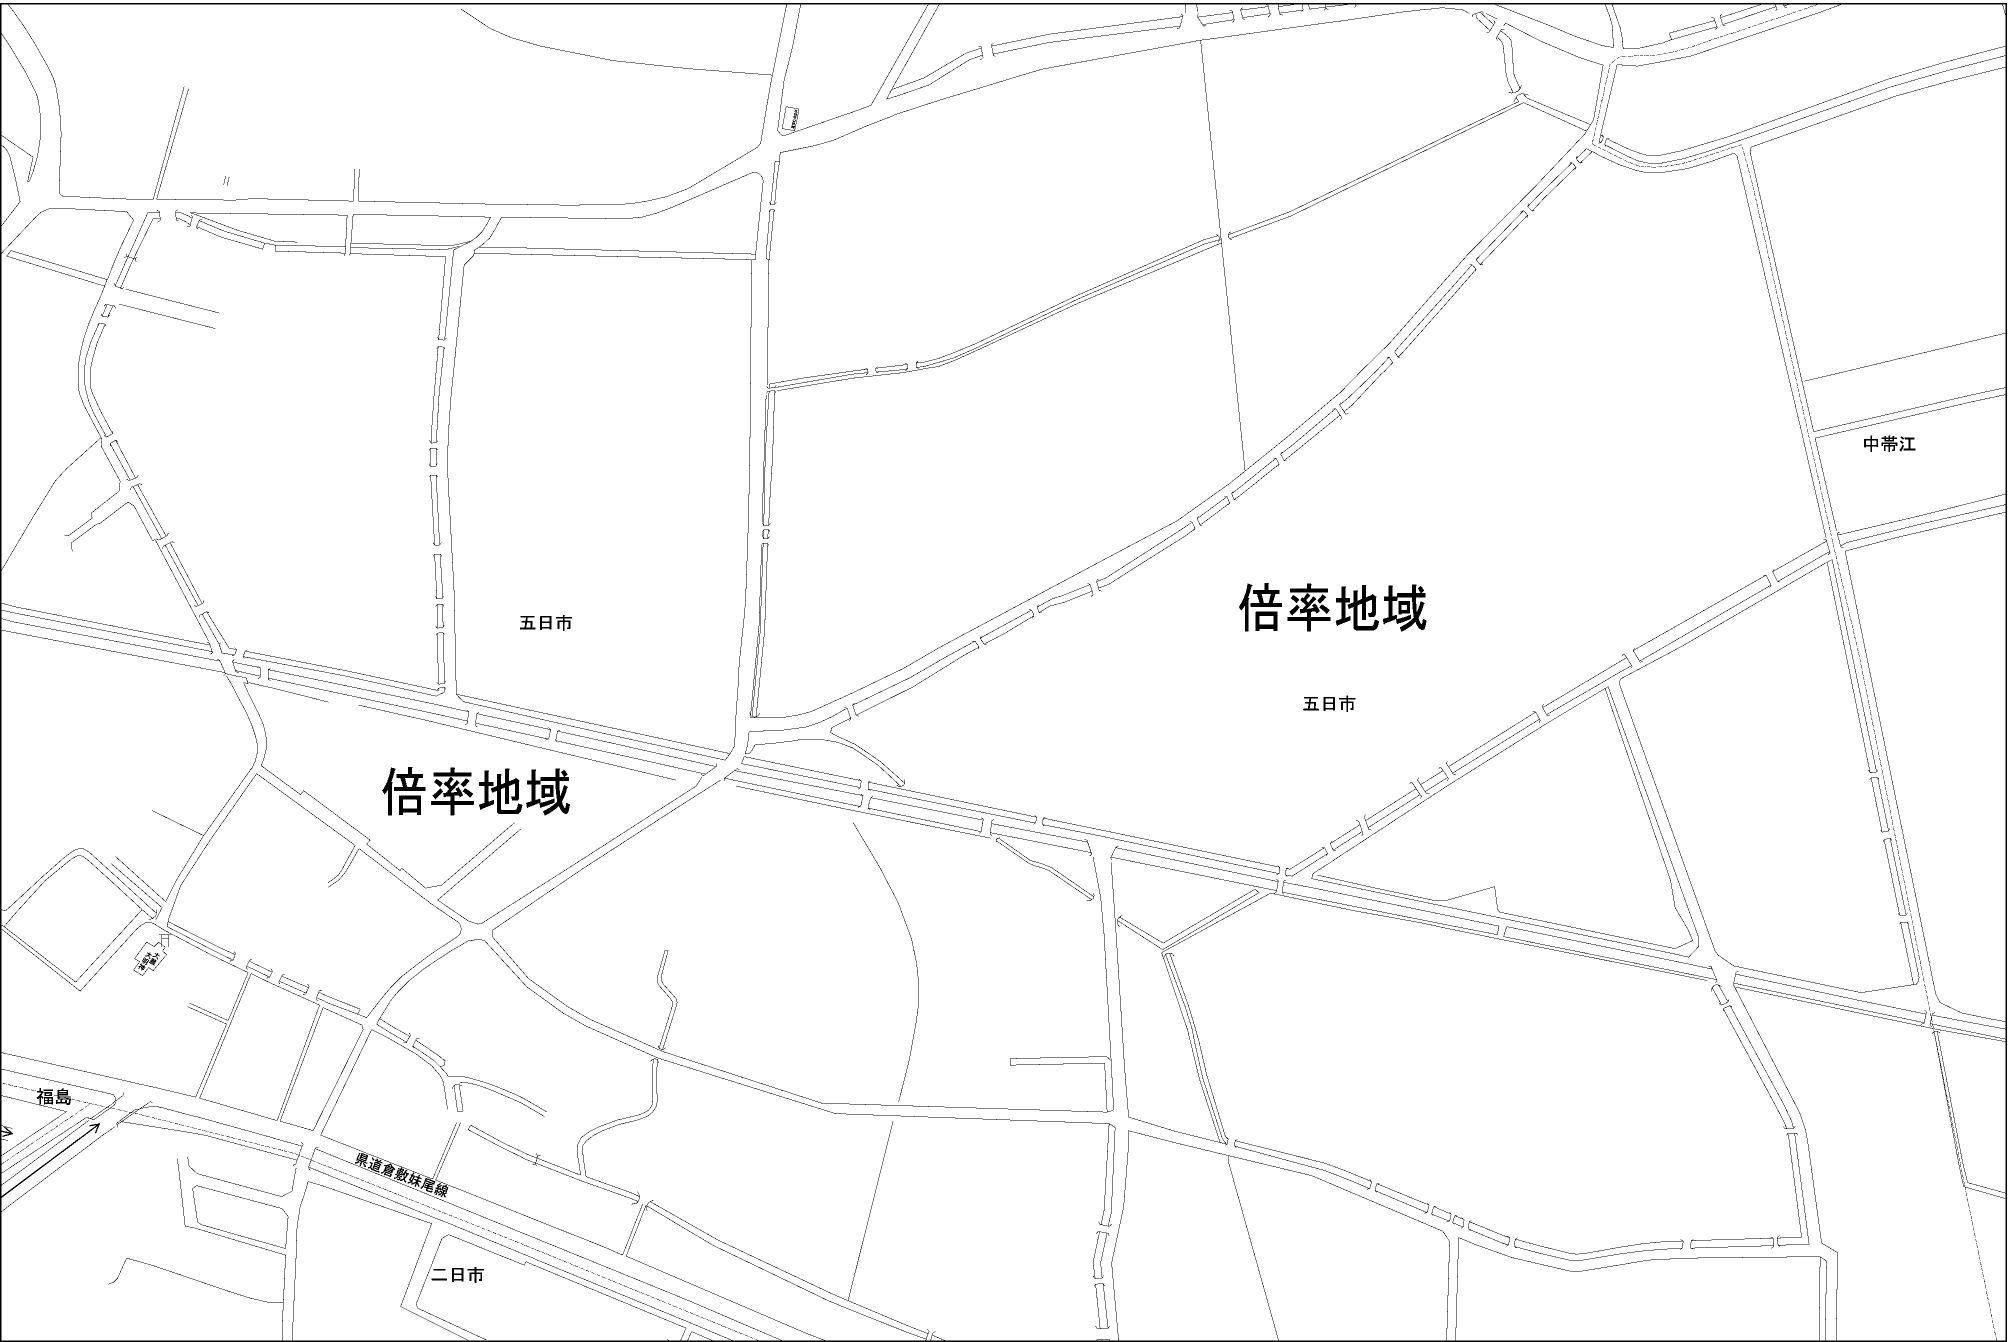 中帯江
倍率地域
五日市
五日市
倍率地域
福島
県道倉敷妹尾線
二日市